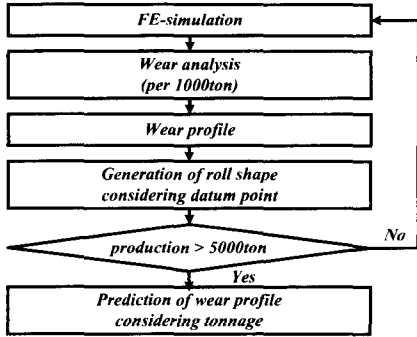 FE-simulation
Wear analysis
(per 1000ton)
Wear profile
Generation of roll shape
considering datum point
production > 5000ton
No
Yes
Prediction of wear profile
considering tonnage